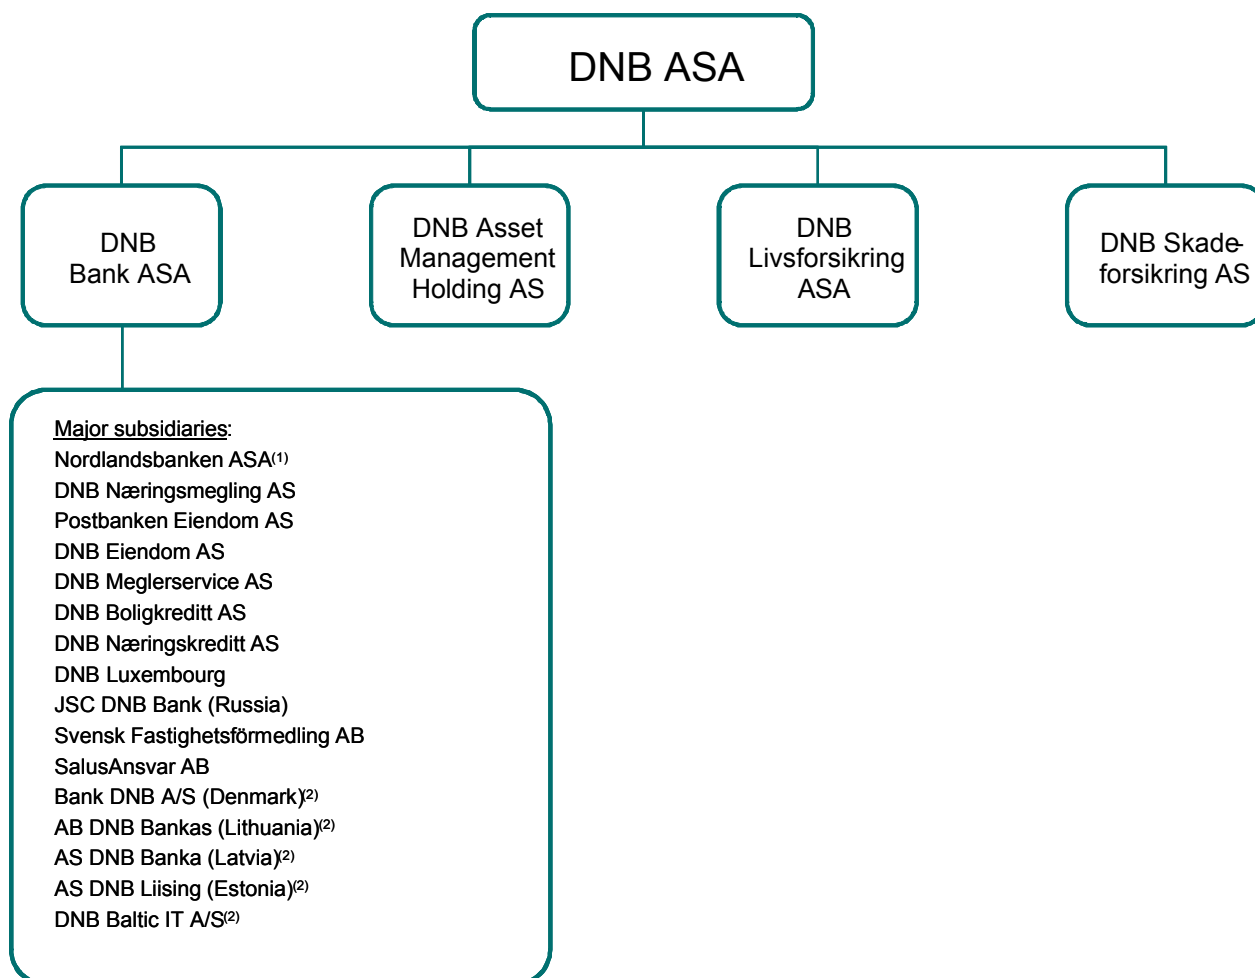 DNB ASA
DNB
Bank ASA
DNB Asset
Management
Holding AS
DNB
Livsforsikring
ASA
DNB Skade-
forsikring AS
Major subsidiaries:
Nordlandsbanken ASA(1)
DNB Næringsmegling AS
Postbanken Eiendom AS
DNB Eiendom AS
DNB Meglerservice AS
DNB Boligkreditt AS
DNB Næringskreditt AS
DNB Luxembourg
JSC DNB Bank (Russia)
Svensk Fastighetsförmedling AB
SalusAnsvar AB
Bank DNB A/S (Denmark)(2)
AB DNB Bankas (Lithuania)(2)
AS DNB Banka (Latvia)(2)
AS DNB Liising (Estonia)(2)
DNB Baltic IT A/S(2)